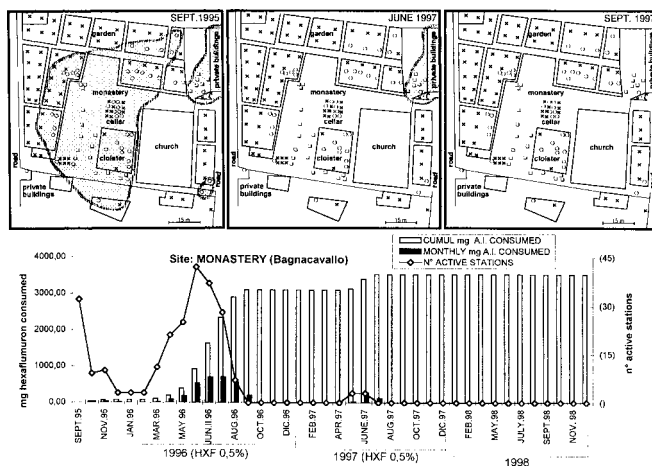 SEPT.1995
garden
private buildings
monastery
cellar
cloister
church
road
private buildings
15 m
JUNE 1997
garden
private buildings
monastery
cellar
cloister
church
road
private buildings
15 m
SEPT. 1997
garden
private buildings
monastery
cellar
cloister
church
road
private buildings
15 m
Site: MONASTERY (Bagnacavallo)
CUMUL mg A.I. CONSUMED
MONTHLY mg A.I. CONSUMED
N° ACTIVE STATIONS
mg hexaflumuron consumed
4000,00
3000,00
2000,00
1000,00
0,00
(45
(30)
(15)
(0
n° active stations
SEPT.95
NOV.95
JAN.96
MAR.96
MAY.96
JUN.II 96
AUG.96
OCT.96
DIC.96
FEB.97
APR.97
JUNE.97
AUG.97
OCT.97
DIC.97
FEB.98
MAY.98
JULY.98
SEPT.98
NOV.98
1996 (HXF 0,5%)
1997 (HXF 0,5%)
1998